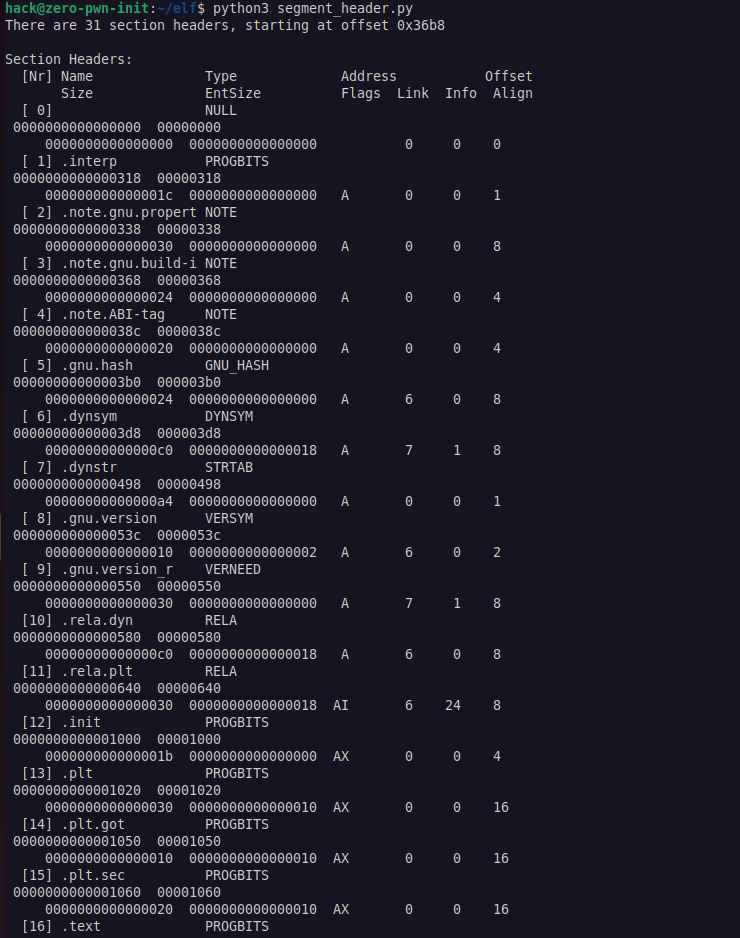 hack@zero-pwn-init:~/elf$ python3 segment_header.py
There are 31 section headers, starting at offset 0x36b8

Section Headers:
  [Nr] Name              Type             Address           Offset
       Size              EntSize          Flags  Link  Info  Align
  [ 0]                   NULL
 0000000000000000  00000000
     0000000000000000  0000000000000000           0     0    0
  [ 1] .interp           PROGBITS
 0000000000000318  00000318
     000000000000001c  0000000000000000   A       0     0    1
  [ 2] .note.gnu.propert NOTE
 0000000000000338  00000338
     0000000000000030  0000000000000000   A       0     0    8
  [ 3] .note.gnu.build-i NOTE
 0000000000000368  00000368
     0000000000000024  0000000000000000   A       0     0    4
  [ 4] .note.ABI-tag     NOTE
 000000000000038c  0000038c
     0000000000000020  0000000000000000   A       0     0    4
  [ 5] .gnu.hash         GNU_HASH
 00000000000003b0  000003b0
     0000000000000024  0000000000000000   A       6     0    8
  [ 6] .dynsym           DYNSYM
 00000000000003d8  000003d8
     00000000000000c0  0000000000000018   A       7     1    8
  [ 7] .dynstr           STRTAB
 0000000000000498  00000498
     00000000000000a4  0000000000000000   A       0     0    1
  [ 8] .gnu.version      VERSYM
 000000000000053c  0000053c
     0000000000000010  0000000000000002   A       6     0    2
  [ 9] .gnu.version_r    VERNEED
 0000000000000550  00000550
     0000000000000030  0000000000000000   A       7     1    8
  [10] .rela.dyn         RELA
 0000000000000580  00000580
     00000000000000c0  0000000000000018   A       6     0    8
  [11] .rela.plt         RELA
 0000000000000640  00000640
     0000000000000030  0000000000000018  AI       6    24    8
  [12] .init             PROGBITS
 0000000000001000  00001000
     000000000000001b  0000000000000000  AX       0     0    4
  [13] .plt              PROGBITS
 0000000000001020  00001020
     0000000000000030  0000000000000010  AX       0     0    16
  [14] .plt.got          PROGBITS
 0000000000001050  00001050
     0000000000000010  0000000000000010  AX       0     0    16
  [15] .plt.sec          PROGBITS
 0000000000001060  00001060
     0000000000000020  0000000000000010  AX       0     0    16
  [16] .text             PROGBITS